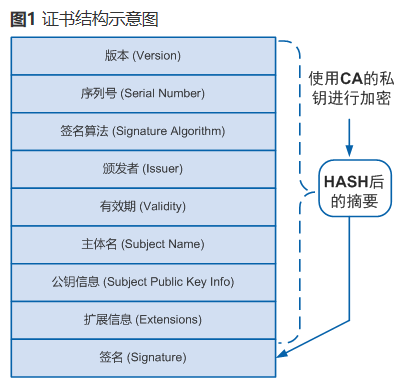 图1 证书结构示意图
版本 (Version)
序列号 (Serial Number)
签名算法 (Signature Algorithm)
颁发者 (Issuer)
有效期 (Validity)
主体名 (Subject Name)
公钥信息 (Subject Public Key Info)
扩展信息 (Extensions)
签名 (Signature)
使用CA的私
钥进行加密
HASH后
的摘要